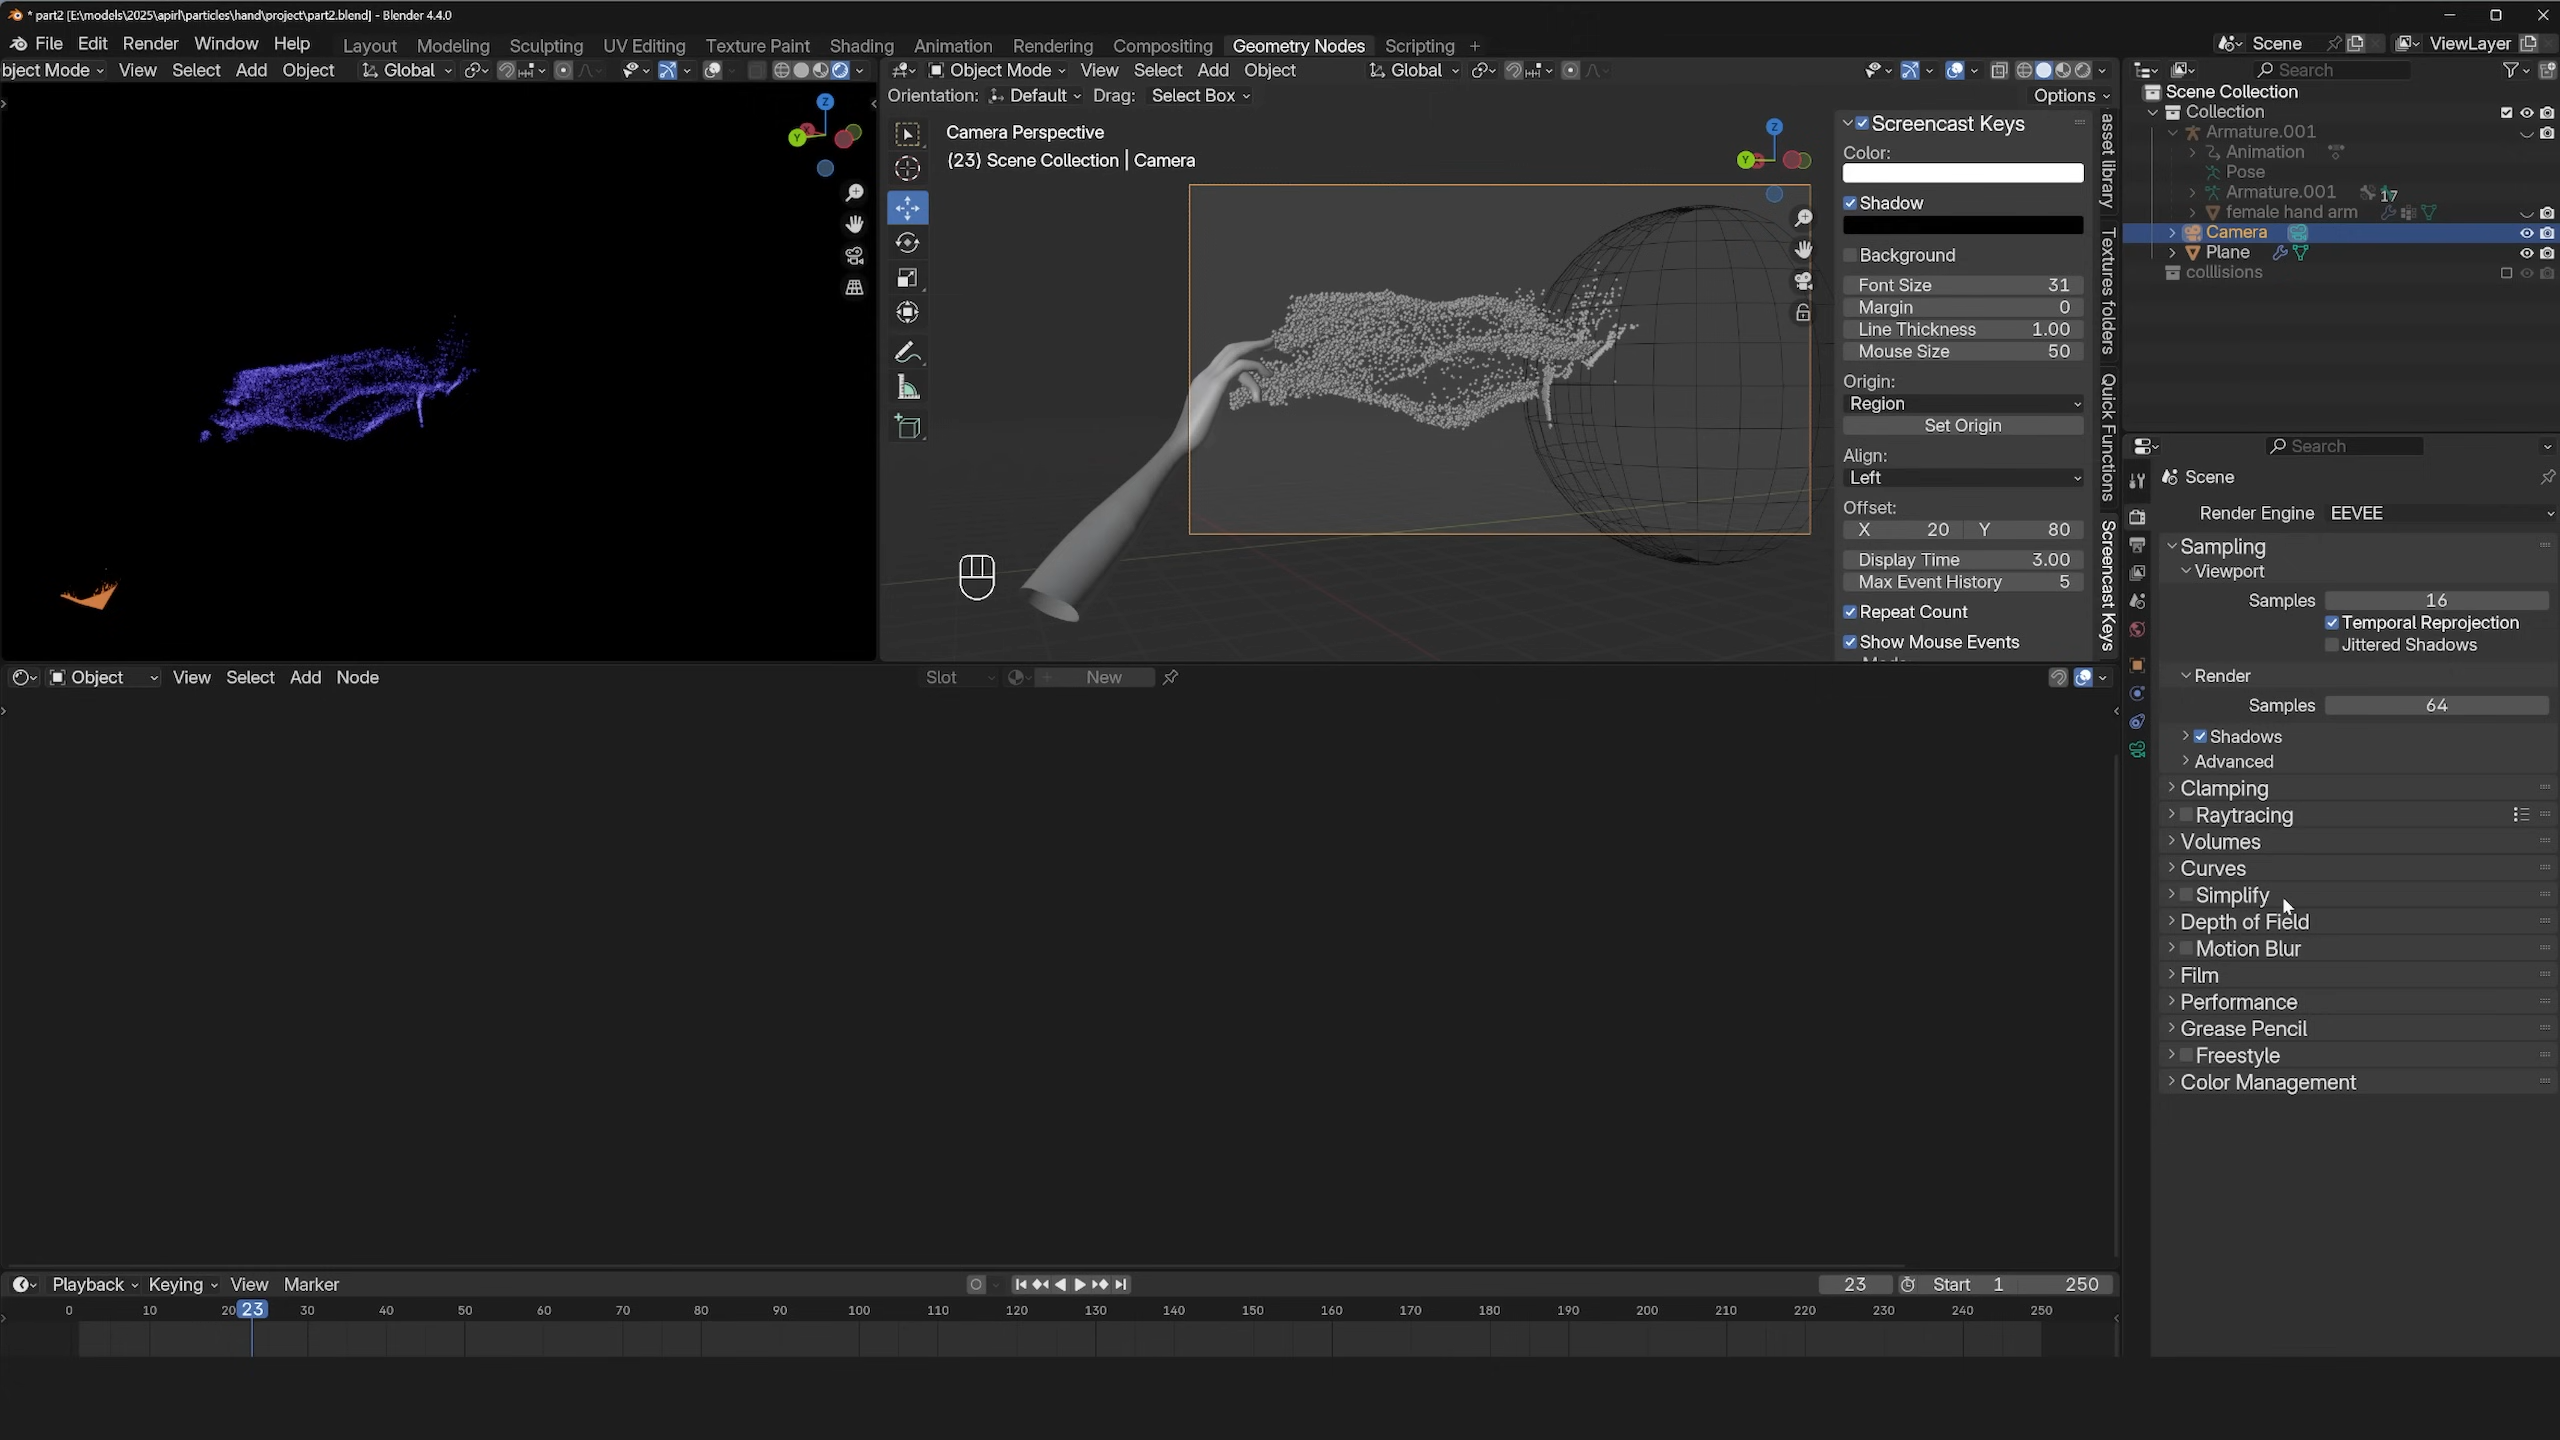 * part2 [E:\models\2025\apirl\particles\hand\project\part2.blend] - Blender 4.4.0
File Edit Render Window Help Layout Modeling Sculpting UV Editing Texture Paint Shading Animation Rendering Compositing Geometry Nodes Scripting + Scene ViewLayer
bject Mode View Select Add Object Global
Object Mode View Select Add Object Global
Orientation: Default Drag: Select Box Options
Camera Perspective
(23) Scene Collection | Camera
Z
Y
Z
Y
Screencast Keys
Color:
Shadow
Background
Font Size 31
Margin 0
Line Thickness 1.00
Mouse Size 50
Origin:
Region
Set Origin
Align:
Left
Offset:
X 20 Y 80
Display Time 3.00
Max Event History 5
Repeat Count
Show Mouse Events
asset library
Textures folders
Quick Functions
Screencast Keys
Search
Scene Collection
Collection
Armature.001
Animation
Pose
Armature.001 17
female hand arm
Camera
Plane
colllisions
Search
Scene
Render Engine EEVEE
Sampling
Viewport
Samples 16
Temporal Reprojection
Jittered Shadows
Render
Samples 64
Shadows
Advanced
Clamping
Raytracing
Volumes
Curves
Simplify
Depth of Field
Motion Blur
Film
Performance
Grease Pencil
Freestyle
Color Management
Object View Select Add Node Slot New
Playback Keying View Marker 23 Start 1 250
0 10 20 23 30 40 50 60 70 80 90 100 110 120 130 140 150 160 170 180 190 200 210 220 230 240 250